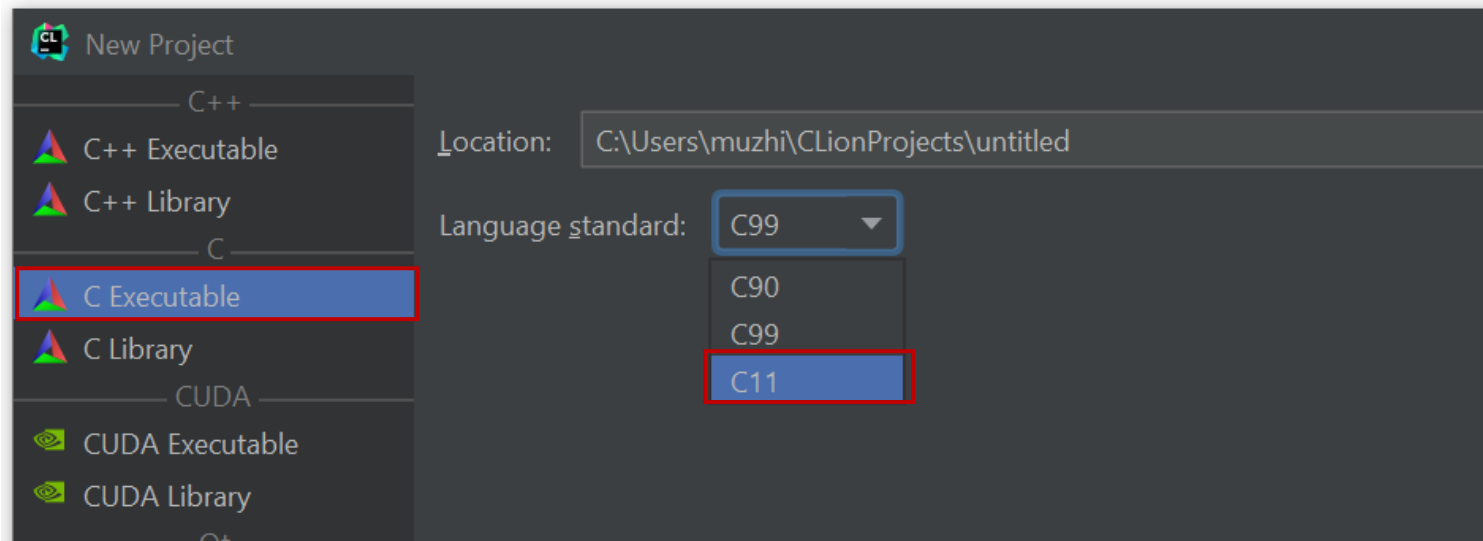 CL
New Project
C++
C++ Executable
C++ Library
C
C Executable
C Library
CUDA
CUDA Executable
CUDA Library
Location: C:\Users\muzhi\CLionProjects\untitled
Language standard: C99
C90
C99
C11